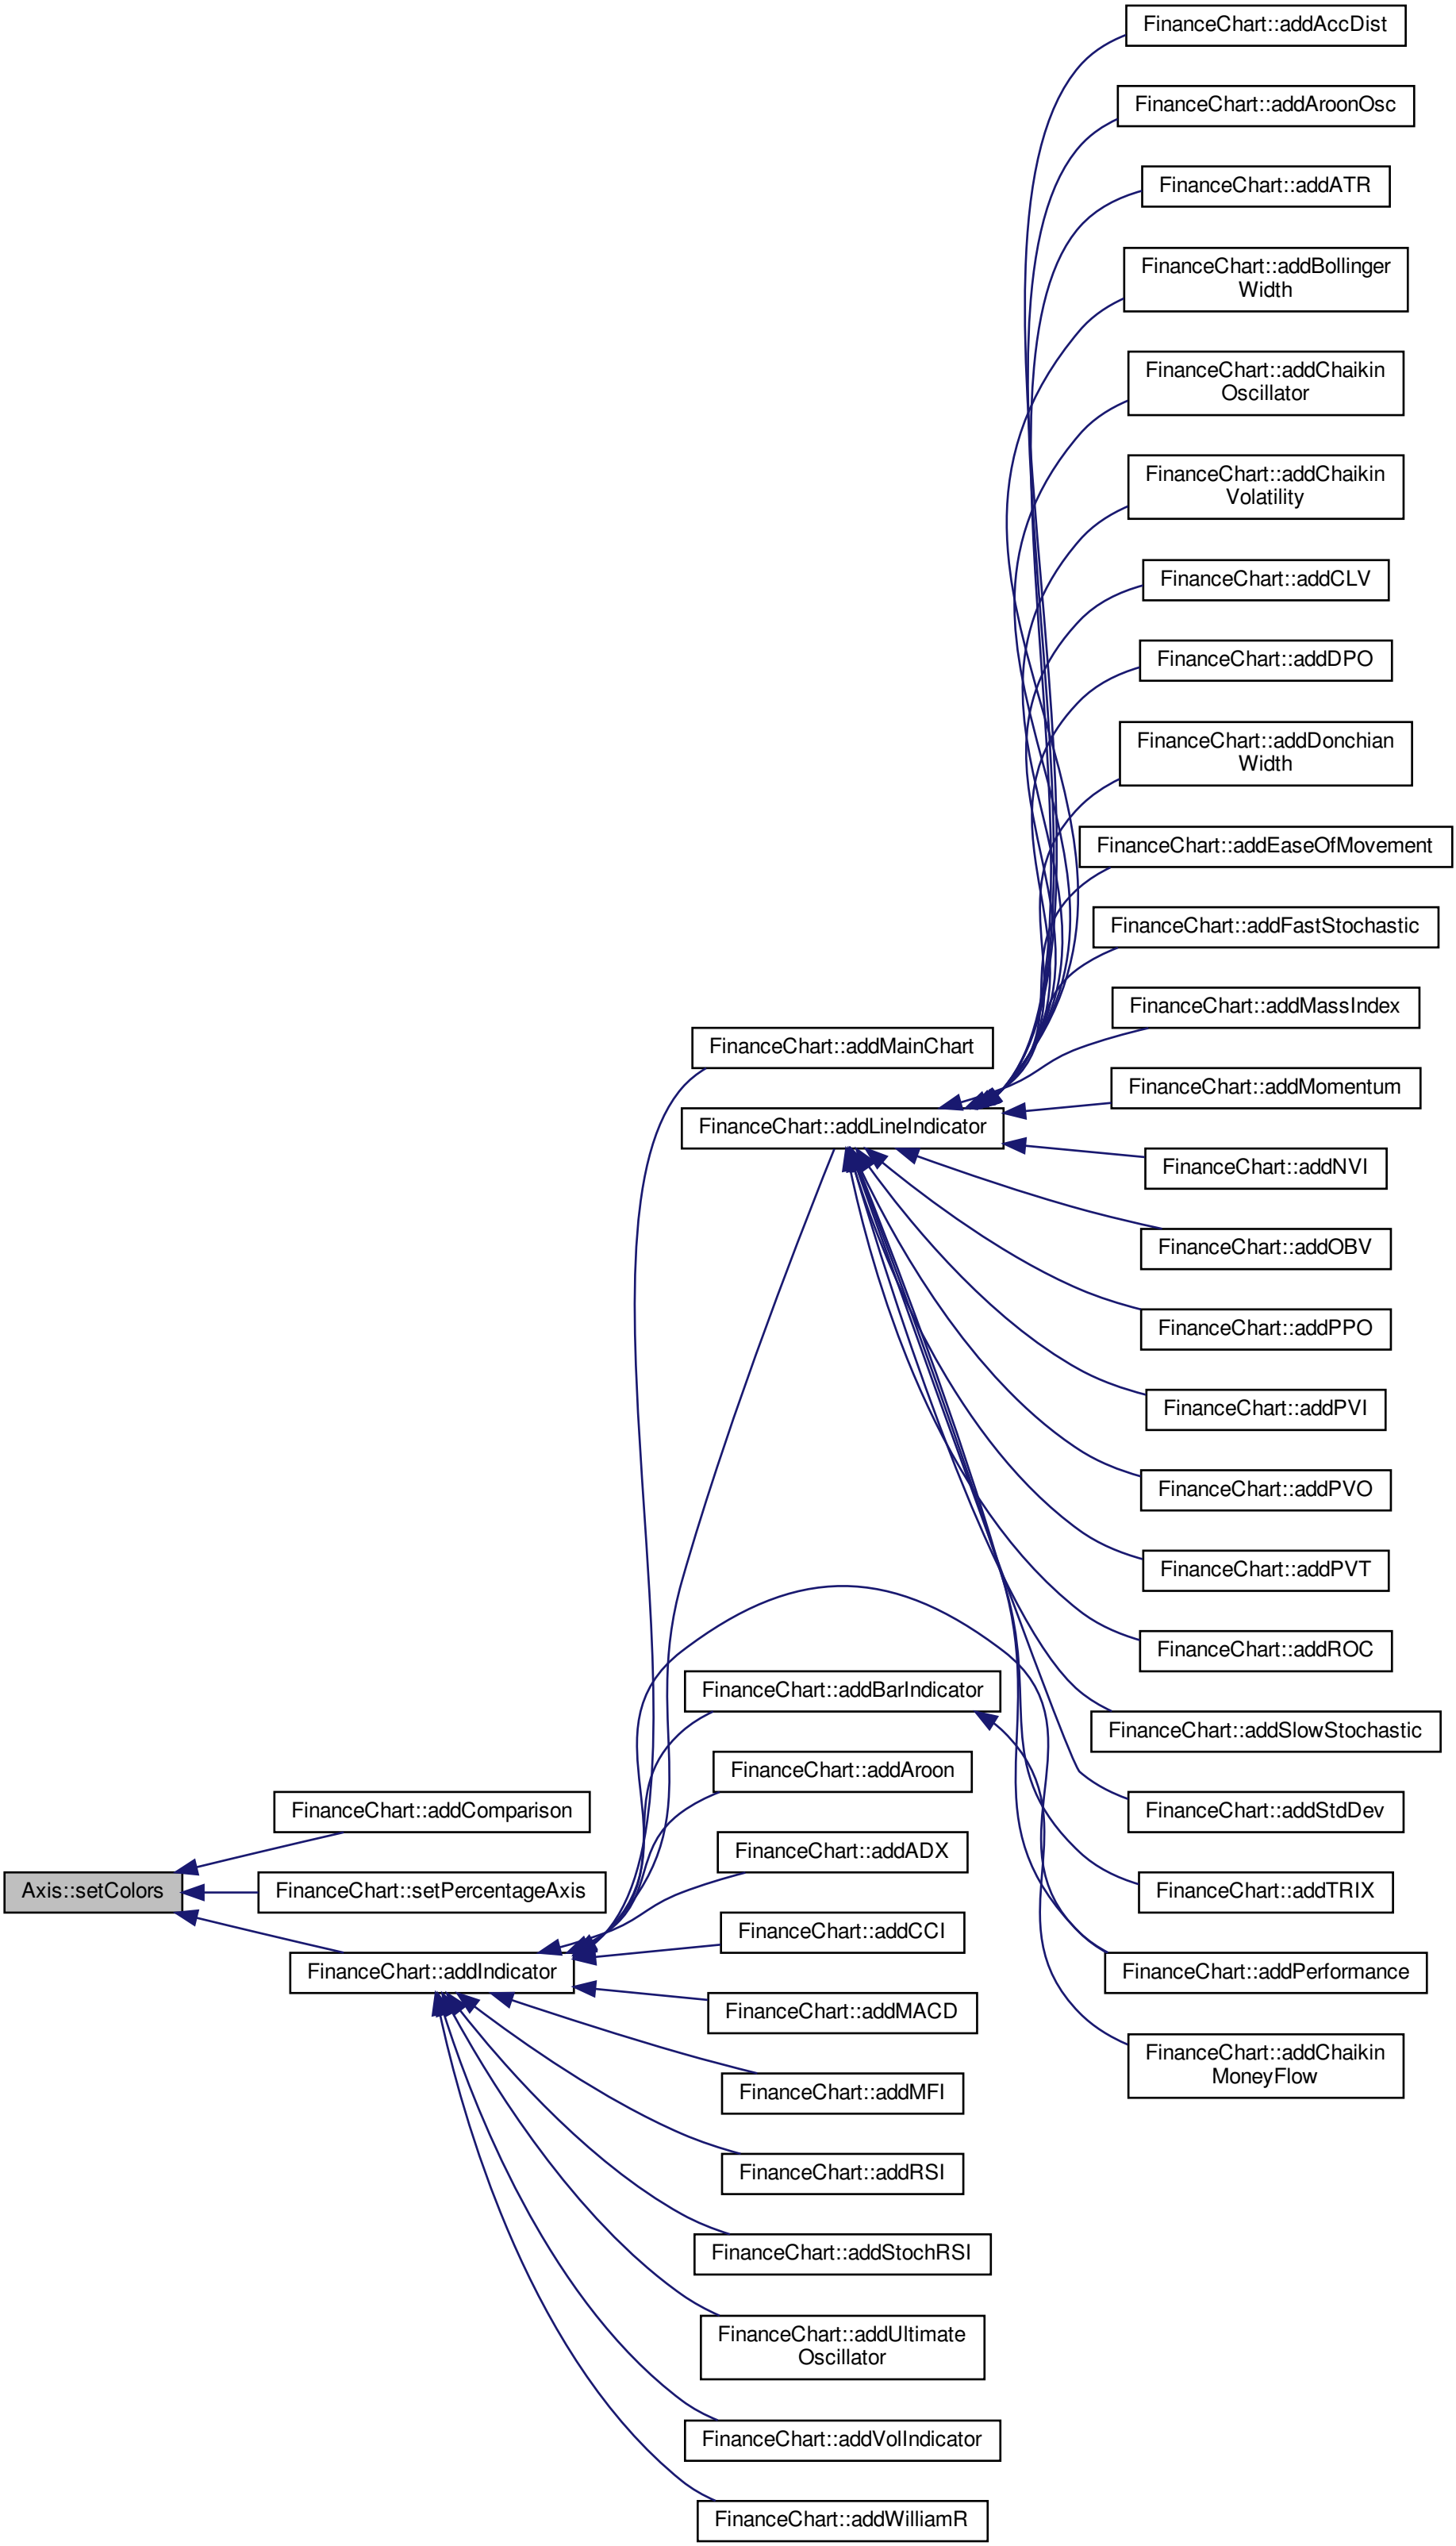 Axis::setColors
FinanceChart::addComparison
FinanceChart::setPercentageAxis
FinanceChart::addIndicator
FinanceChart::addMainChart
FinanceChart::addLineIndicator
FinanceChart::addBarIndicator
FinanceChart::addAroon
FinanceChart::addADX
FinanceChart::addCCI
FinanceChart::addMACD
FinanceChart::addMFI
FinanceChart::addRSI
FinanceChart::addStochRSI
FinanceChart::addUltimate
Oscillator
FinanceChart::addVolIndicator
FinanceChart::addWilliamR
FinanceChart::addAccDist
FinanceChart::addAroonOsc
FinanceChart::addATR
FinanceChart::addBollinger
Width
FinanceChart::addChaikin
Oscillator
FinanceChart::addChaikin
Volatility
FinanceChart::addCLV
FinanceChart::addDPO
FinanceChart::addDonchian
Width
FinanceChart::addEaseOfMovement
FinanceChart::addFastStochastic
FinanceChart::addMassIndex
FinanceChart::addMomentum
FinanceChart::addNVI
FinanceChart::addOBV
FinanceChart::addPPO
FinanceChart::addPVI
FinanceChart::addPVO
FinanceChart::addPVT
FinanceChart::addROC
FinanceChart::addSlowStochastic
FinanceChart::addStdDev
FinanceChart::addTRIX
FinanceChart::addPerformance
FinanceChart::addChaikin
MoneyFlow